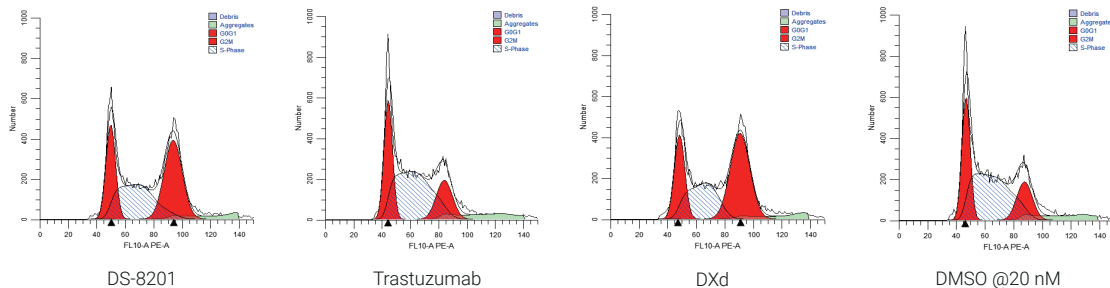 Debris
Aggregates
G0G1
G2M
S-Phase
Number
1000
800
600
400
200
0
0 20 40 60 80 100 120 140
FL10-A PE-A
DS-8201
Debris
Aggregates
G0G1
G2M
S-Phase
Number
1000
800
600
400
200
0
0 20 40 60 80 100 120 140
FL10-A PE-A
Trastuzumab
Debris
Aggregates
G0G1
G2M
S-Phase
Number
1000
800
600
400
200
0
0 20 40 60 80 100 120 140
FL10-A PE-A
DXd
Debris
Aggregates
G0G1
G2M
S-Phase
Number
1000
800
600
400
200
0
0 20 40 60 80 100 120 140
FL10-A PE-A
DMSO @20 nM